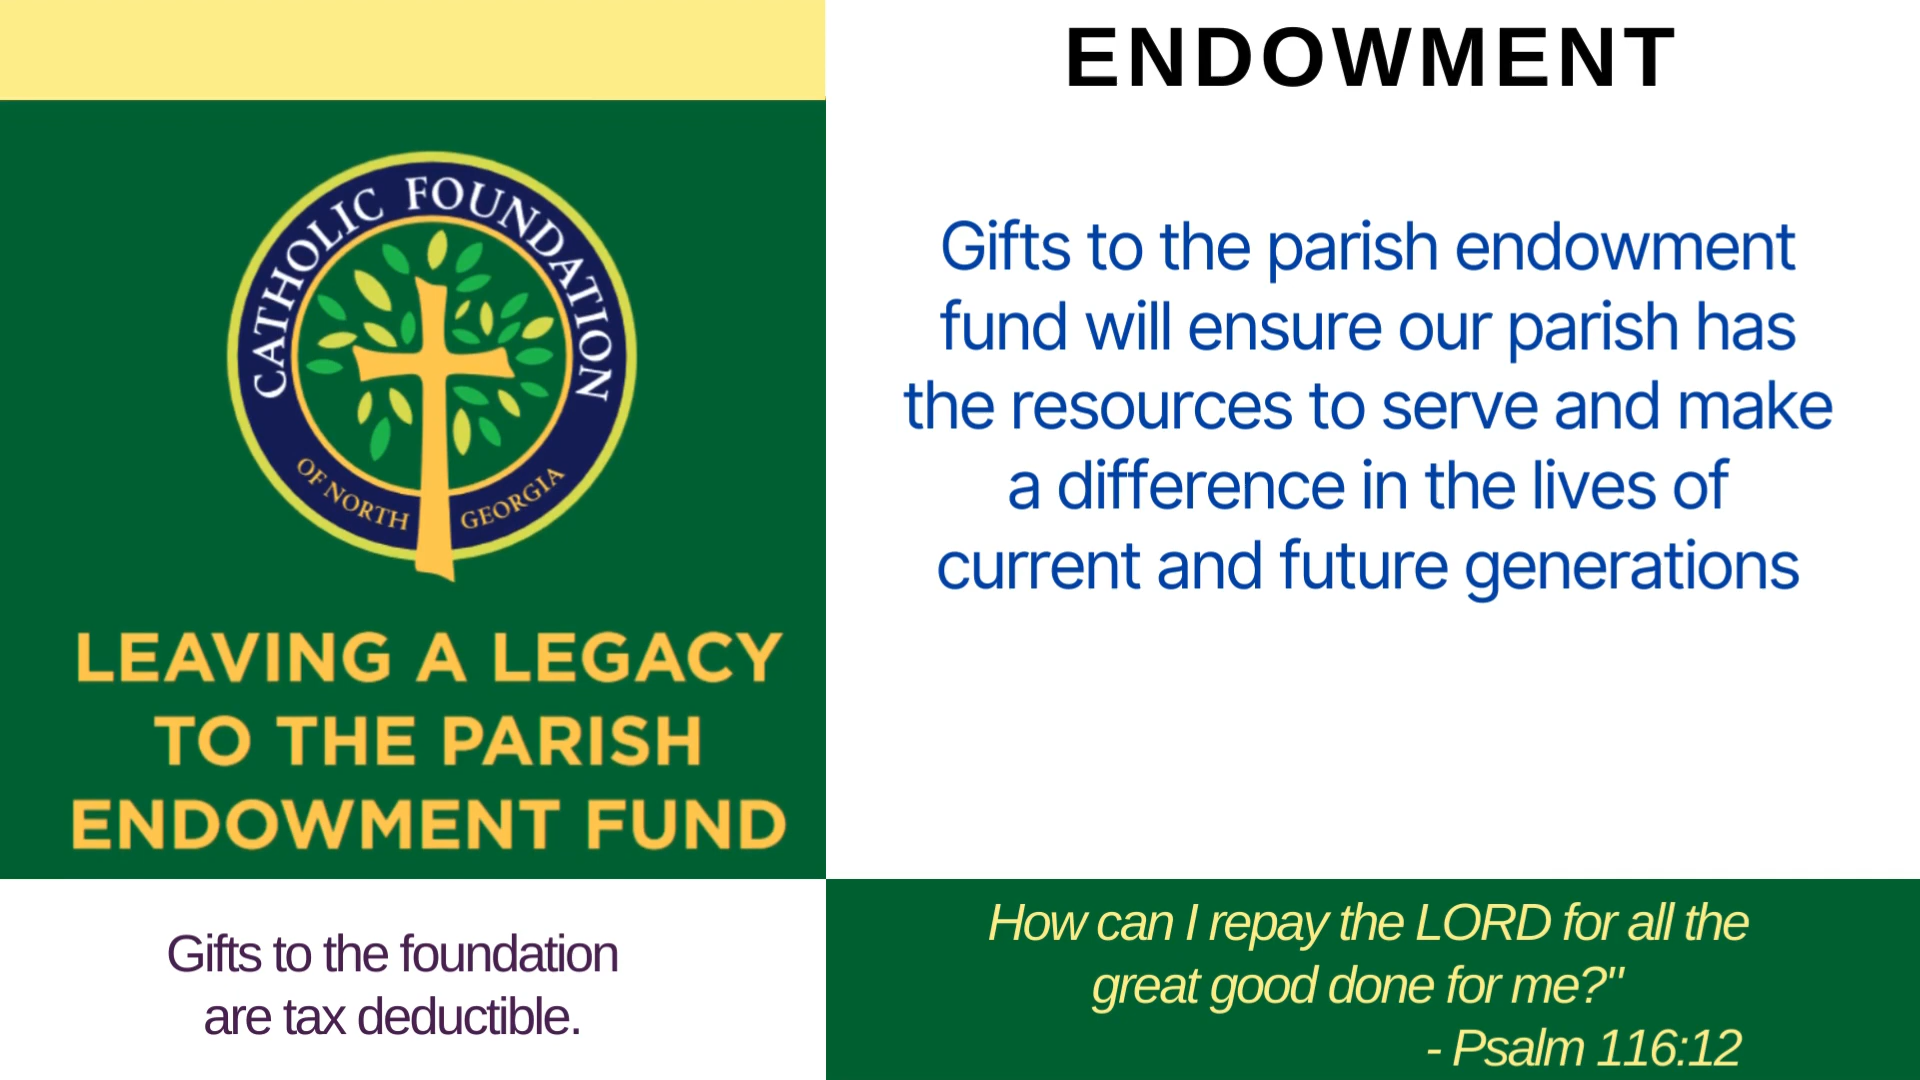 CATHOLIC FOUNDATION
OF NORTH GEORGIA
LEAVING A LEGACY
TO THE PARISH
ENDOWMENT FUND
Gifts to the foundation
are tax deductible.
ENDOWMENT
Gifts to the parish endowment
fund will ensure our parish has
the resources to serve and make
a difference in the lives of
current and future generations
How can I repay the LORD for all the
great good done for me?"
- Psalm 116:12